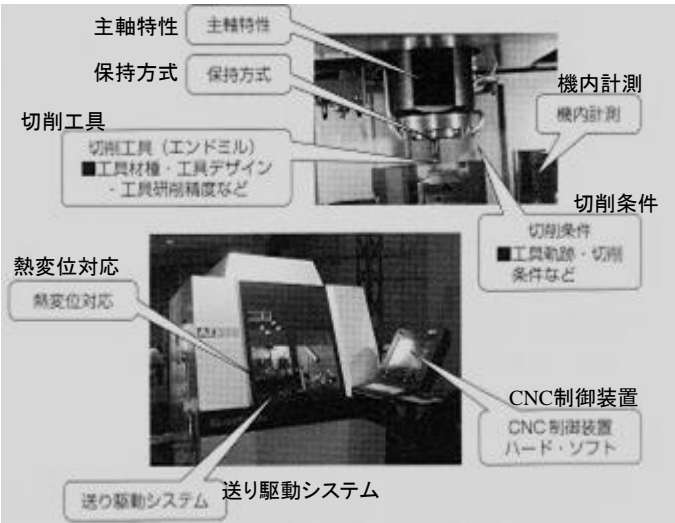 主軸特性
主軸特性
保持方式
保持方式
機内計測
機内計測
切削工具
切削工具（エンドミル）
■工具材種・工具デザイン
・工具研削精度など
切削条件
切削条件
■工具軌跡・切削
条件など
熱変位対応
熱変位対応
CNC制御装置
CNC制御装置
ハード・ソフト
送り駆動システム
送り駆動システム